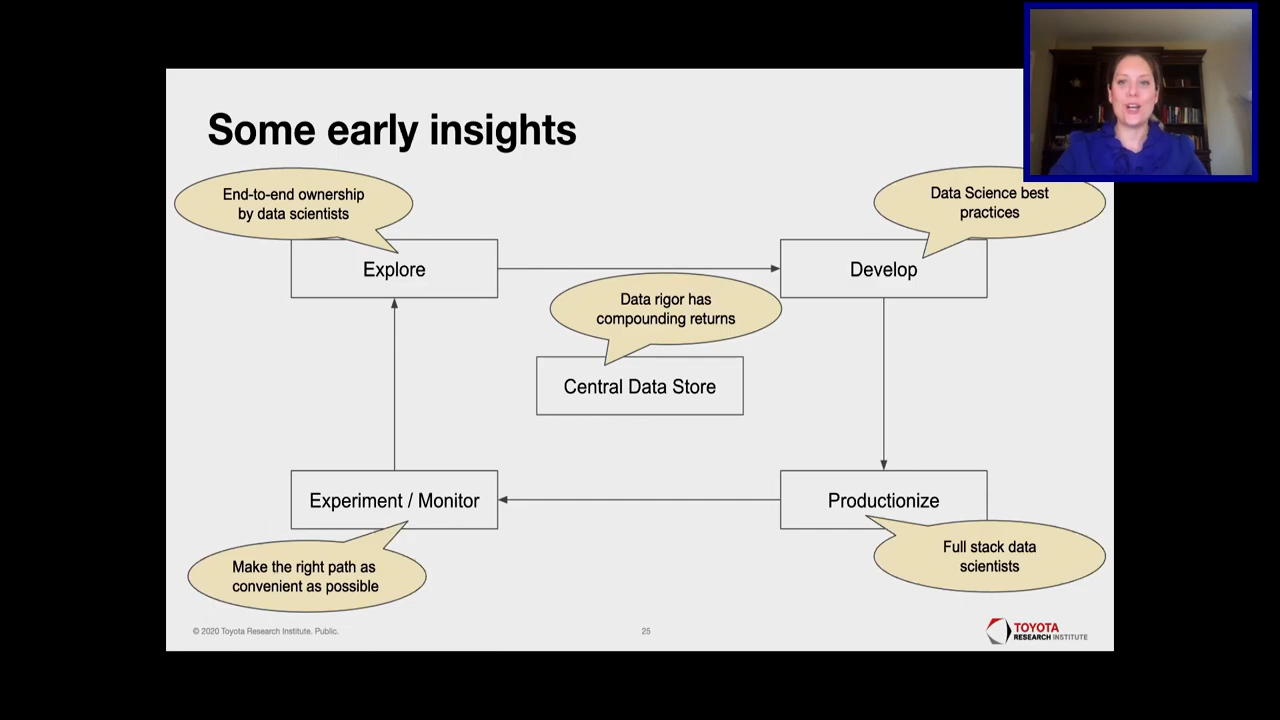 Some early insights
End-to-end ownership
by data scientists
Data Science best
practices
Explore
Develop
Data rigor has
compounding returns
Central Data Store
Experiment / Monitor
Productionize
Make the right path as
convenient as possible
Full stack data
scientists
© 2020 Toyota Research Institute. Public.
25
TOYOTA
RESEARCH INSTITUTE